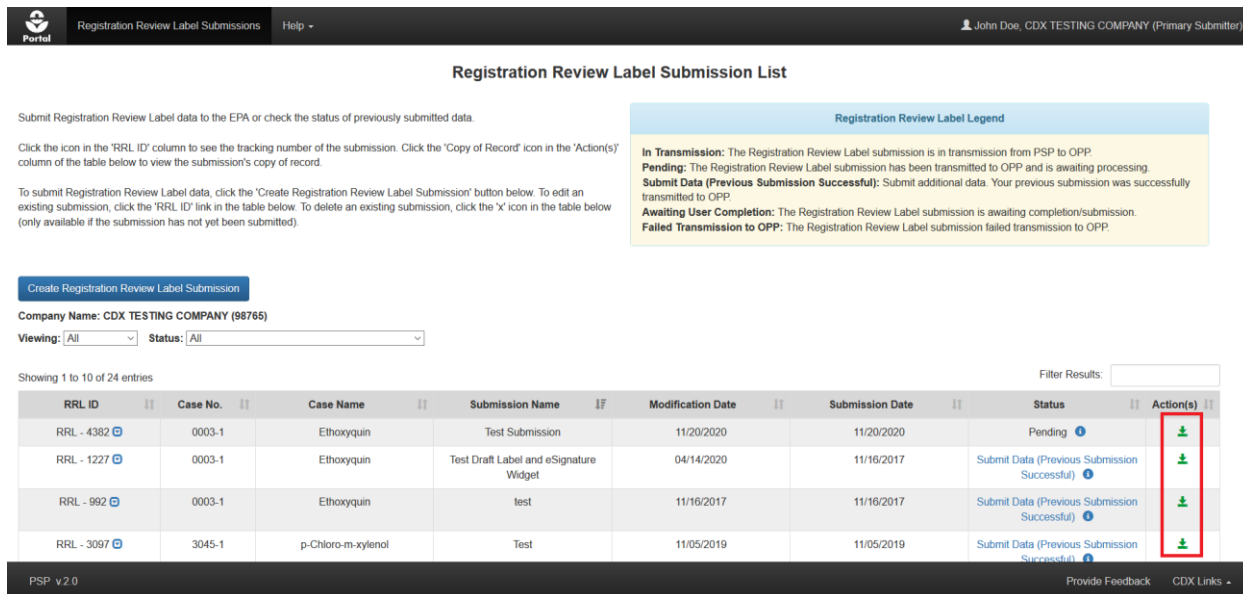 Portal
Registration Review Label Submissions
Help
John Doe, CDX TESTING COMPANY (Primary Submitter)
Registration Review Label Submission List
Submit Registration Review Label data to the EPA or check the status of previously submitted data.
Click the icon in the 'RRL ID' column to see the tracking number of the submission. Click the 'Copy of Record' icon in the 'Action(s)'
column of the table below to view the submission's copy of record.
To submit Registration Review Label data, click the 'Create Registration Review Label Submission' button below. To edit an
existing submission, click the 'RRL ID' link in the table below. To delete an existing submission, click the 'x' icon in the table below
(only available if the submission has not yet been submitted).
Registration Review Label Legend
In Transmission: The Registration Review Label submission is in transmission from PSP to OPP.
Pending: The Registration Review Label submission has been transmitted to OPP and is awaiting processing.
Submit Data (Previous Submission Successful): Submit additional data. Your previous submission was successfully
transmitted to OPP.
Awaiting User Completion: The Registration Review Label submission is awaiting completion/submission.
Failed Transmission to OPP: The Registration Review Label submission failed transmission to OPP.
Create Registration Review Label Submission
Company Name: CDX TESTING COMPANY (98765)
Viewing: All Status: All
Showing 1 to 10 of 24 entries
Filter Results:
RRL ID Case No. Case Name Submission Name Modification Date Submission Date Status Action(s)
RRL - 4382 0003-1 Ethoxyquin Test Submission 11/20/2020 11/20/2020 Pending
RRL - 1227 0003-1 Ethoxyquin Test Draft Label and eSignature 04/14/2020 11/16/2017 Submit Data (Previous Submission
Widget Successful)
RRL - 992 0003-1 Ethoxyquin test 11/16/2017 11/16/2017 Submit Data (Previous Submission
Successful)
RRL - 3097 3045-1 p-Chloro-m-xylenol Test 11/05/2019 11/05/2019 Submit Data (Previous Submission
Successful)
PSP v.2.0
Provide Feedback
CDX Links